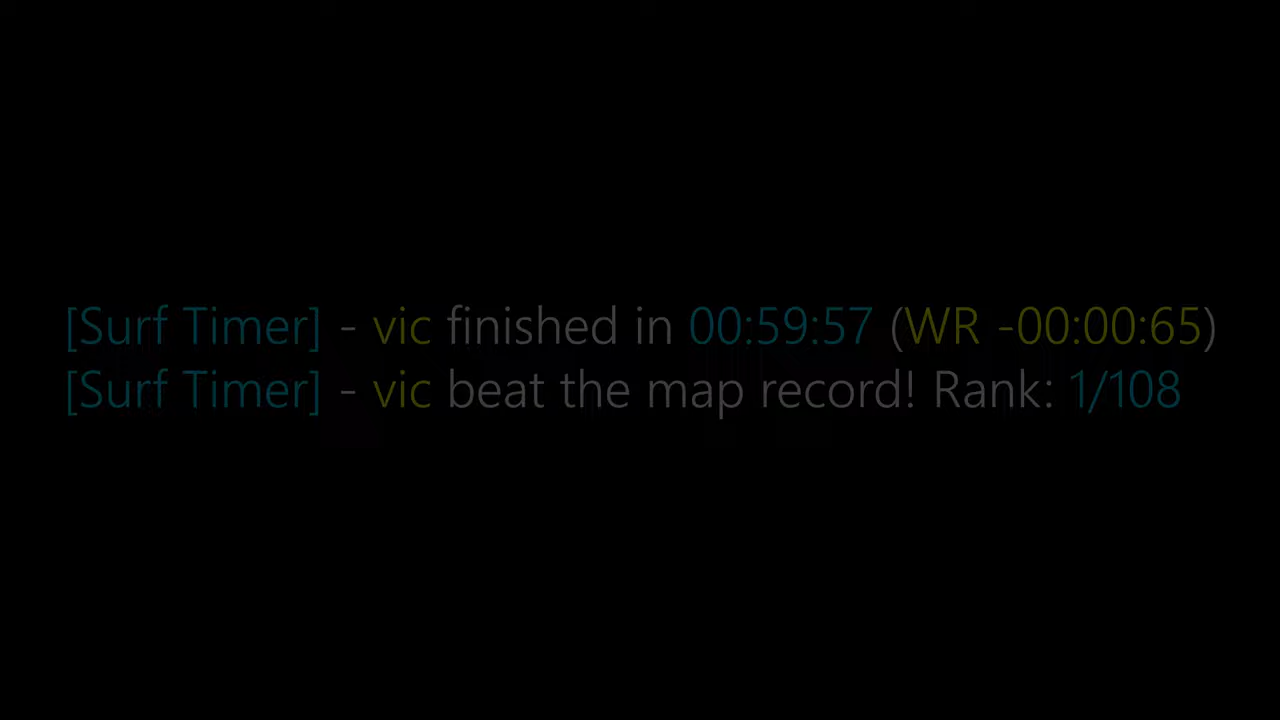 [Surf Timer] - vic finished in 00:59:57 (WR -00:00:65)
[Surf Timer] - vic beat the map record! Rank: 1/108